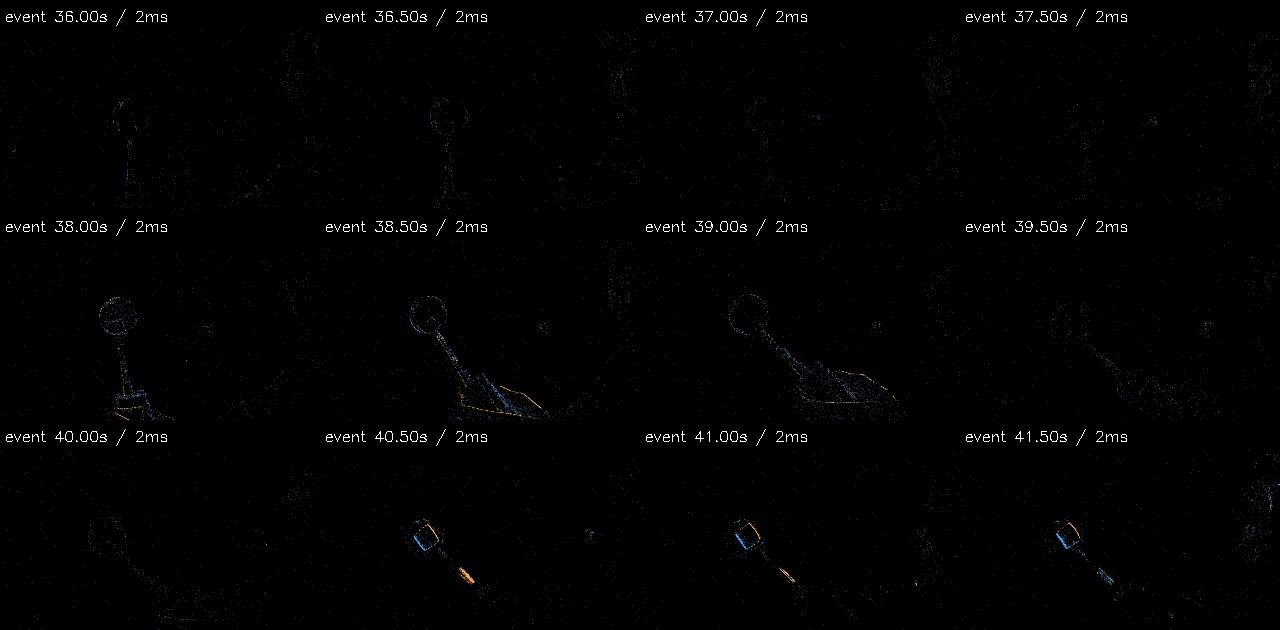 event 36.00s / 2ms
event 36.50s / 2ms
event 37.00s / 2ms
event 37.50s / 2ms
event 38.00s / 2ms
event 38.50s / 2ms
event 39.00s / 2ms
event 39.50s / 2ms
event 40.00s / 2ms
event 40.50s / 2ms
event 41.00s / 2ms
event 41.50s / 2ms